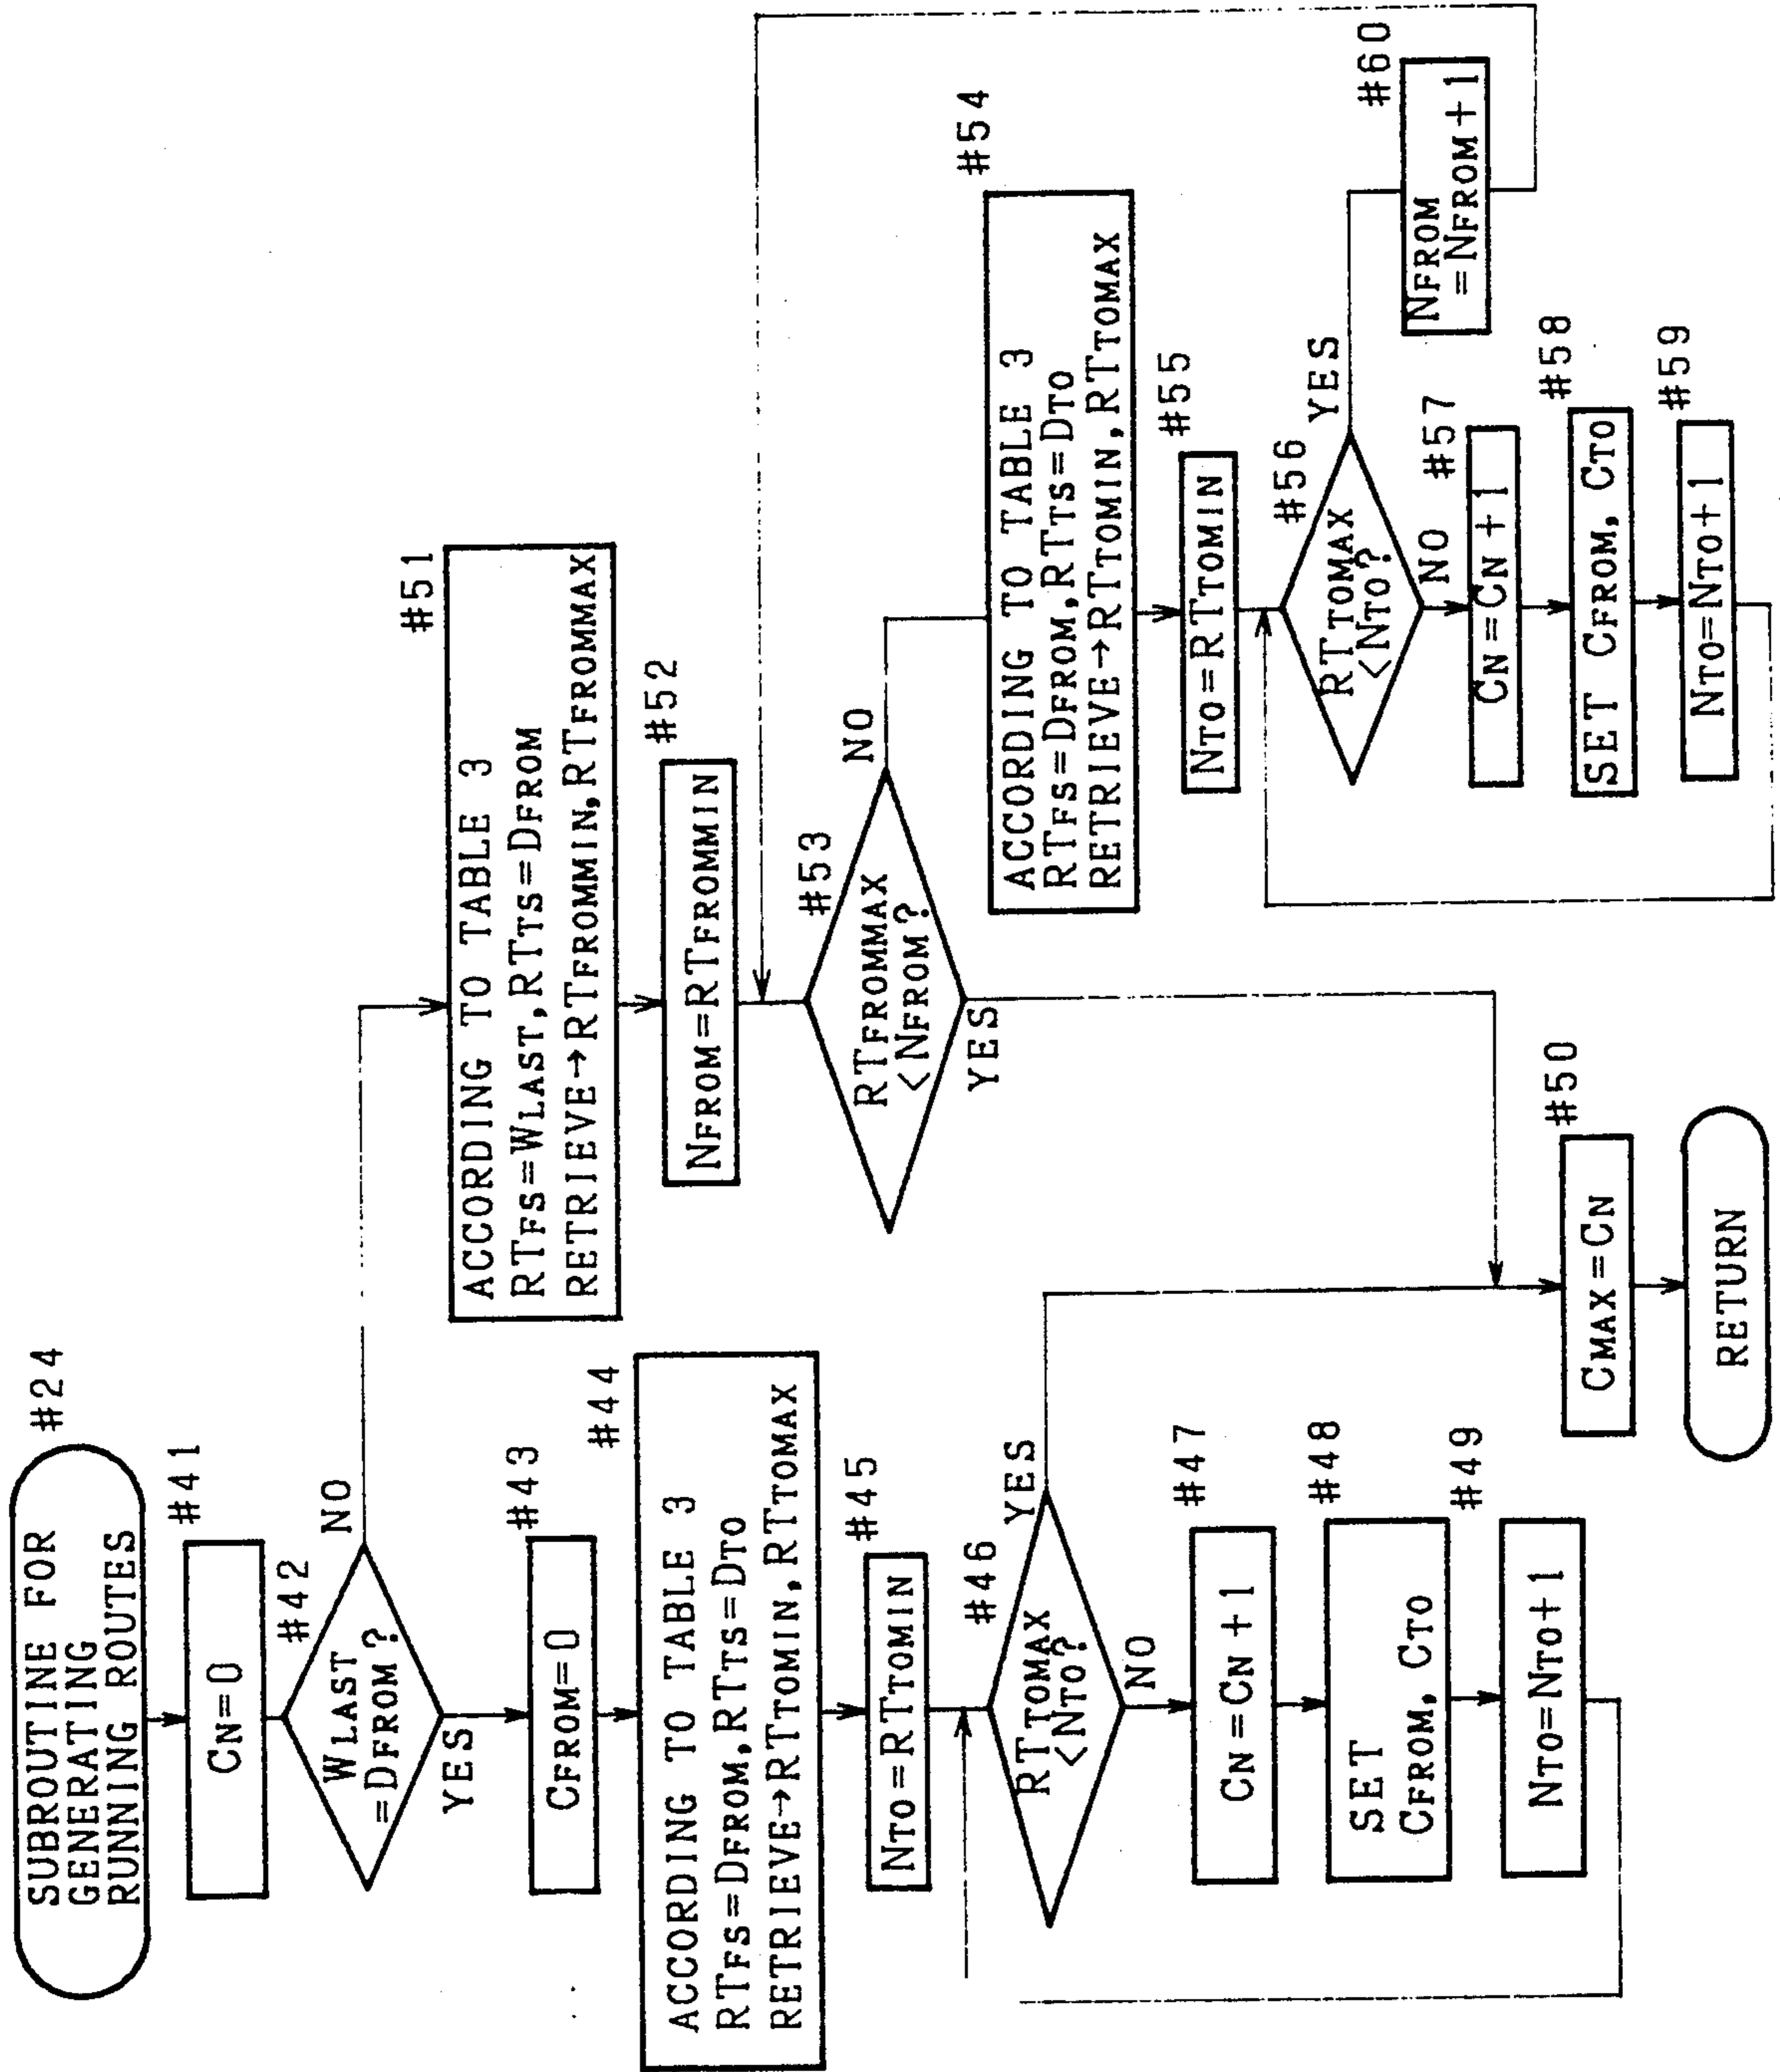 SUBROUTINE FOR
GENERATING
RUNNING ROUTES
#24
#41
CN=0
#42
WLAST
=DFROM?
NO
YES
#43
CFROM=0
#44
ACCORDING TO TABLE 3
RTFS=DFROM,RTTS=DTO
RETRIEVE→RTTOMIN,RTTOMAX
#45
NTO=RTTOMIN
#46
RTTOMAX
<NTO?
YES
NO
#47
CN=CN+1
#48
SET
CFROM, CTO
#49
NTO=NTO+1
#50
CMAX=CN
RETURN
#51
ACCORDING TO TABLE 3
RTFS=WLAST,RTTS=DFROM
RETRIEVE→RTFROMMIN,RTFROMMAX
#52
NFROM=RTFROMMIN
#53
RTFROMMAX
<NFROM?
NO
YES
#54
ACCORDING TO TABLE 3
RTFS=DFROM,RTTS=DTO
RETRIEVE→RTTOMIN,RTTOMAX
#55
NTO=RTTOMIN
#56
RTTOMAX
<NTO?
YES
NO
#57
CN=CN+1
#58
SET CFROM, CTO
#59
NTO=NTO+1
#60
NFROM
=NFROM+1